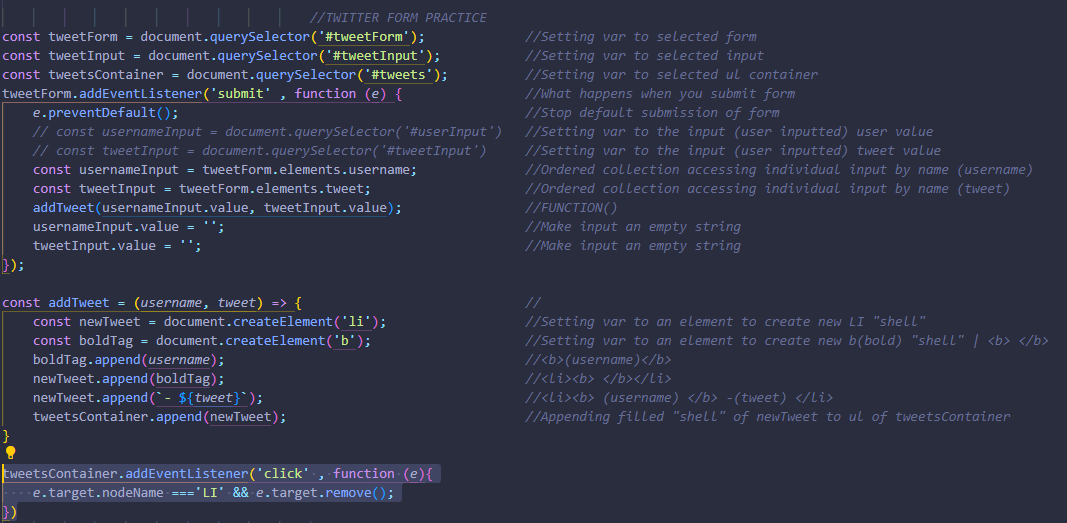 //TWITTER FORM PRACTICE
const tweetForm = document.querySelector('#tweetForm'); //Setting var to selected form
const tweetInput = document.querySelector('#tweetInput'); //Setting var to selected input
const tweetsContainer = document.querySelector('#tweets'); //Setting var to selected ul container
tweetForm.addEventListener('submit' , function (e) { //What happens when you submit form
e.preventDefault(); //Stop default submission of form
// const usernameInput = document.querySelector('#userInput') //Setting var to the input (user inputted) user value
// const tweetInput = document.querySelector('#tweetInput') //Setting var to the input (user inputted) tweet value
const usernameInput = tweetForm.elements.username; //Ordered collection accessing individual input by name (username)
const tweetInput = tweetForm.elements.tweet; //Ordered collection accessing individual input by name (tweet)
addTweet(usernameInput.value, tweetInput.value); //FUNCTION()
usernameInput.value = ''; //Make input an empty string
tweetInput.value = ''; //Make input an empty string
});
const addTweet = (username, tweet) => { //
const newTweet = document.createElement('li'); //Setting var to an element to create new LI "shell"
const boldTag = document.createElement('b'); //Setting var to an element to create new b(bold) "shell" | <b> </b>
boldTag.append(username); //<b>(username)</b>
newTweet.append(boldTag); //<li><b> </b></li>
newTweet.append(`- ${tweet}`); //<li><b> (username) </b> -(tweet) </li>
tweetsContainer.append(newTweet); //Appending filled "shell" of newTweet to ul of tweetsContainer
}
tweetsContainer.addEventListener('click' , function (e){
e.target.nodeName ==='LI' && e.target.remove();
})